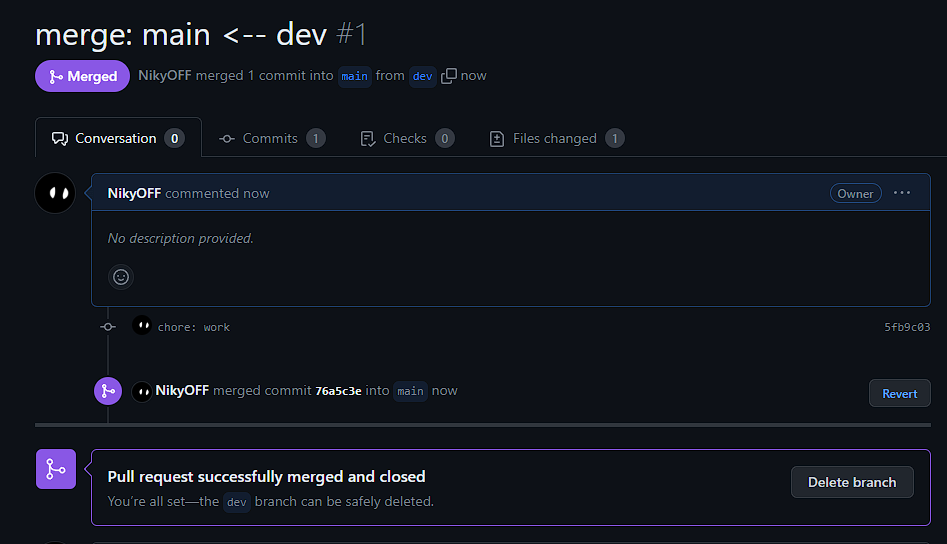 merge: main <-- dev #1
Merged NikyOFF merged 1 commit into main from dev now
Conversation 0 Commits 1 Checks 0 Files changed 1
NikyOFF commented now Owner
No description provided.
chore: work 5fb9c03
NikyOFF merged commit 76a5c3e into main now Revert
Pull request successfully merged and closed
You're all set—the dev branch can be safely deleted.
Delete branch